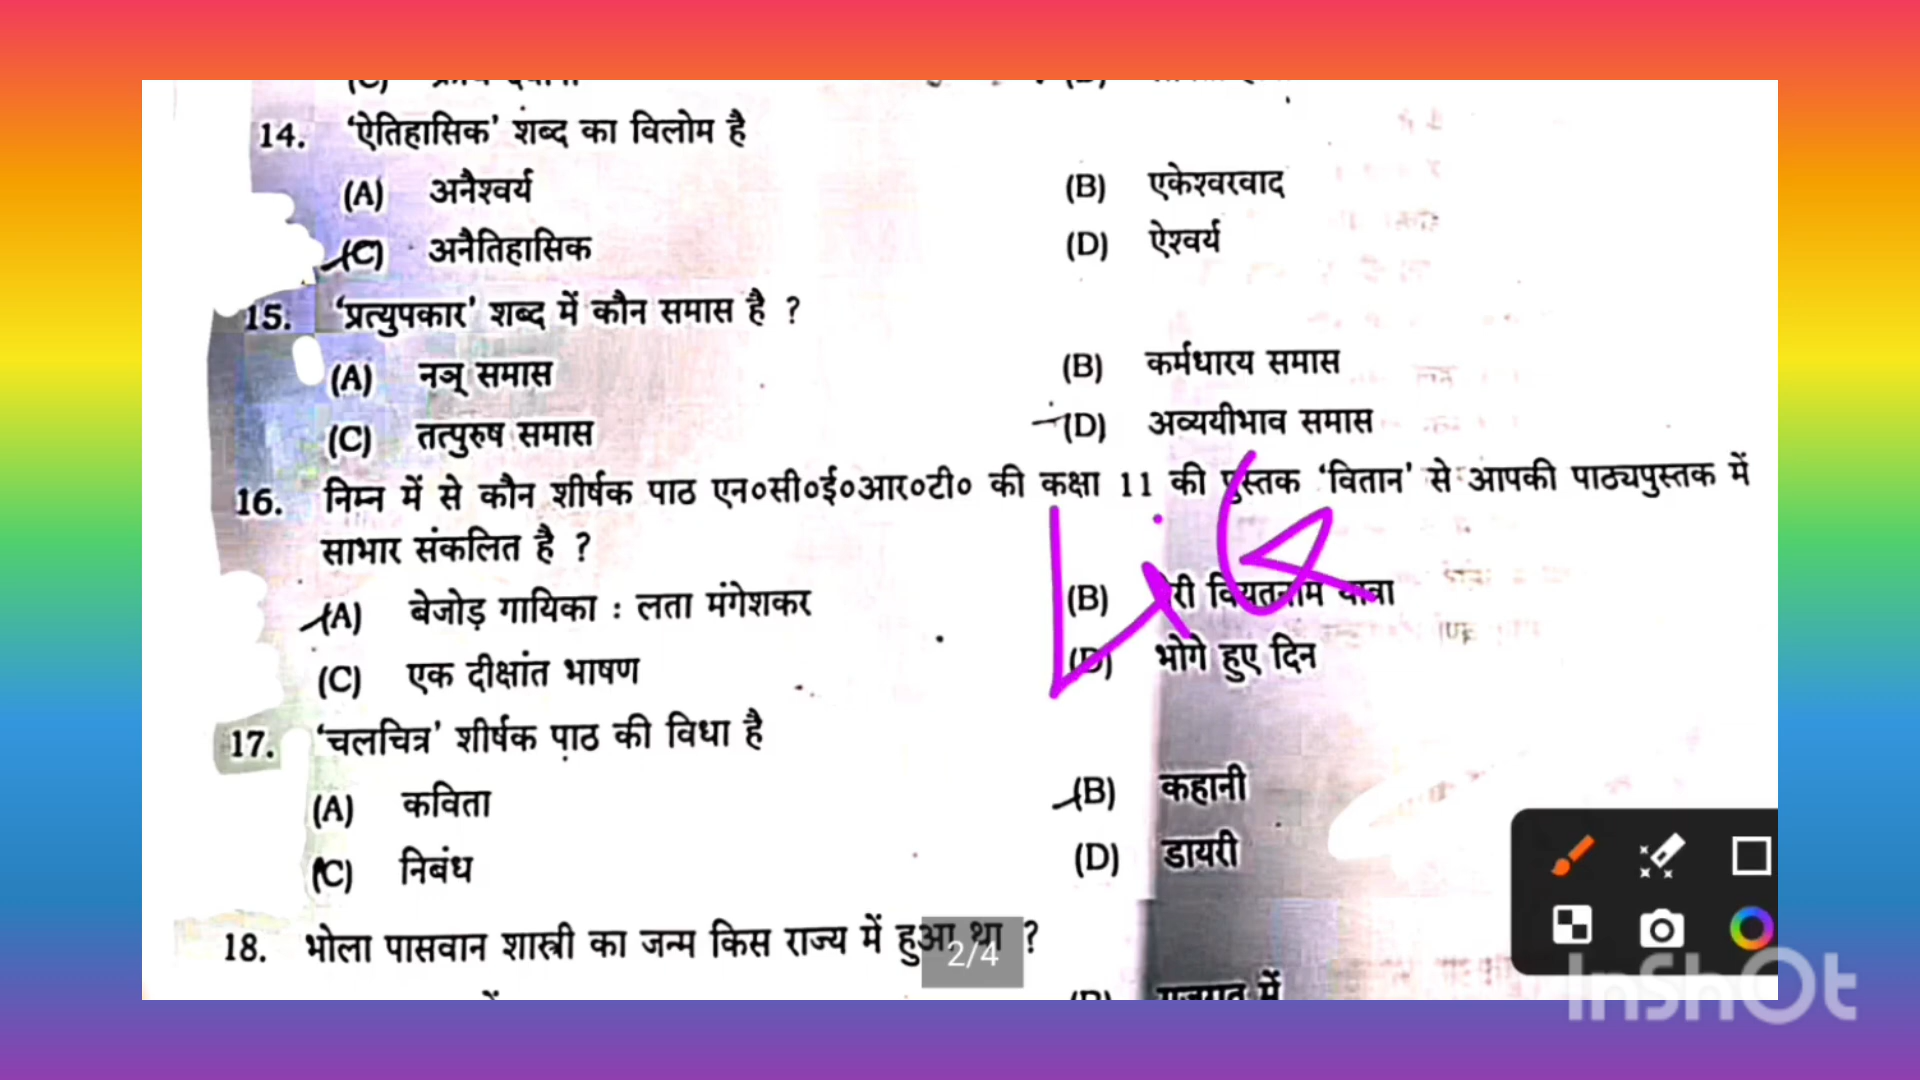 14. 'ऐतिहासिक' शब्द का विलोम है
(A) अनैश्वर्य (B) एकेश्वरवाद
(C) अनैतिहासिक (D) ऐश्वर्य
15. 'प्रत्युपकार' शब्द में कौन समास है ?
(A) नञ् समास (B) कर्मधारय समास
(C) तत्पुरुष समास (D) अव्ययीभाव समास
16. निम्न में से कौन शीर्षक पाठ एन०सी०ई०आर०टी० की कक्षा 11 की पुस्तक 'वितान' से आपकी पाठ्यपुस्तक में
साभार संकलित है ?
(A) बेजोड़ गायिका : लता मंगेशकर (B) वियतनाम यात्रा
(C) एक दीक्षांत भाषण (D) भोगे हुए दिन
17. 'चलचित्र' शीर्षक पाठ की विधा है
(A) कविता (B) कहानी
(C) निबंध (D) डायरी
18. भोला पासवान शास्त्री का जन्म किस राज्य में हुआ था ?
2/4
InShOt